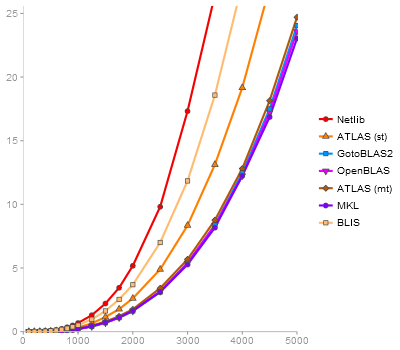 25
20
15
10
5
0
0 1000 2000 3000 4000 5000
Netlib
ATLAS (st)
GotoBLAS2
OpenBLAS
ATLAS (mt)
MKL
BLIS